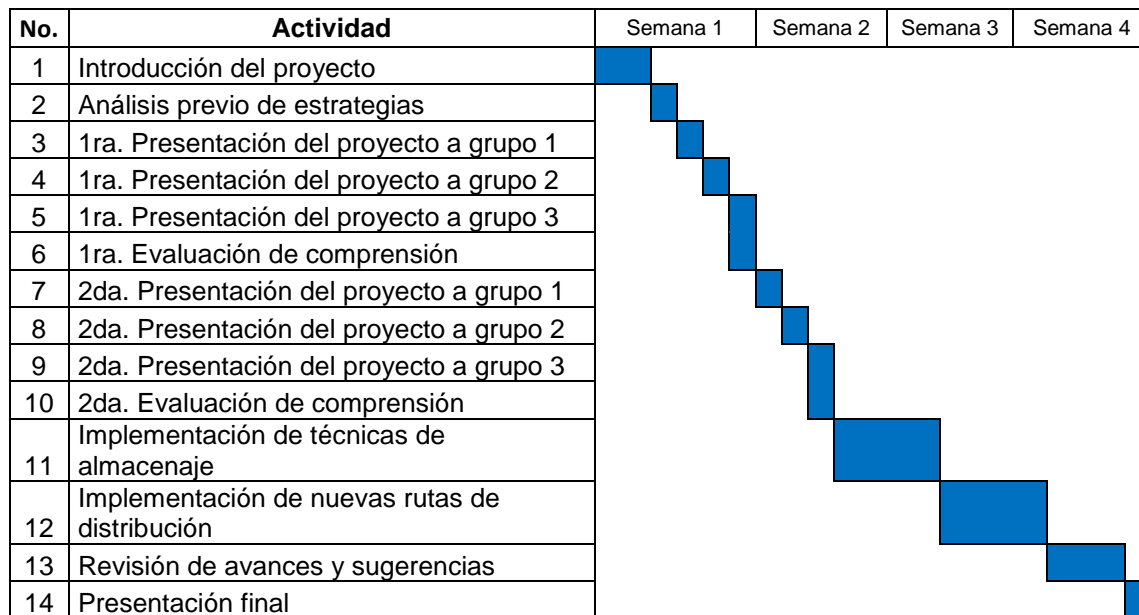 No. Actividad Semana 1 Semana 2 Semana 3 Semana 4
1 Introducción del proyecto
2 Análisis previo de estrategias
3 1ra. Presentación del proyecto a grupo 1
4 1ra. Presentación del proyecto a grupo 2
5 1ra. Presentación del proyecto a grupo 3
6 1ra. Evaluación de comprensión
7 2da. Presentación del proyecto a grupo 1
8 2da. Presentación del proyecto a grupo 2
9 2da. Presentación del proyecto a grupo 3
10 2da. Evaluación de comprensión
Implementación de técnicas de
11 almacenaje
Implementación de nuevas rutas de
12 distribución
13 Revisión de avances y sugerencias
14 Presentación final